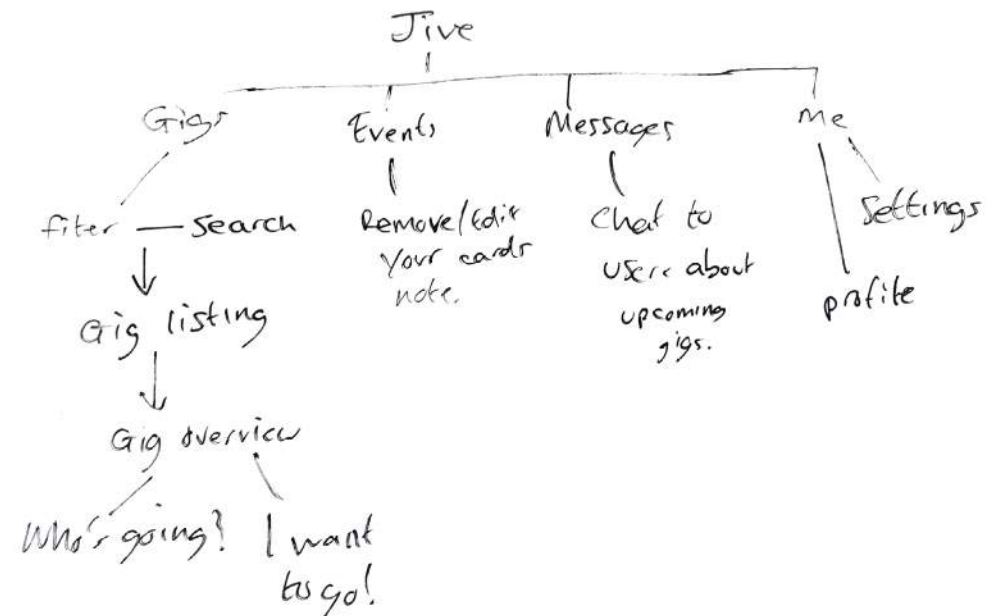 Jive
Gigs Events Messages Me
fiter — Search
Remove/Edit
Your cards
note.
Chat to
users about
upcoming
gigs.
Settings
profile
Gig listing
Gig overview
Who's going?
I want
to go!